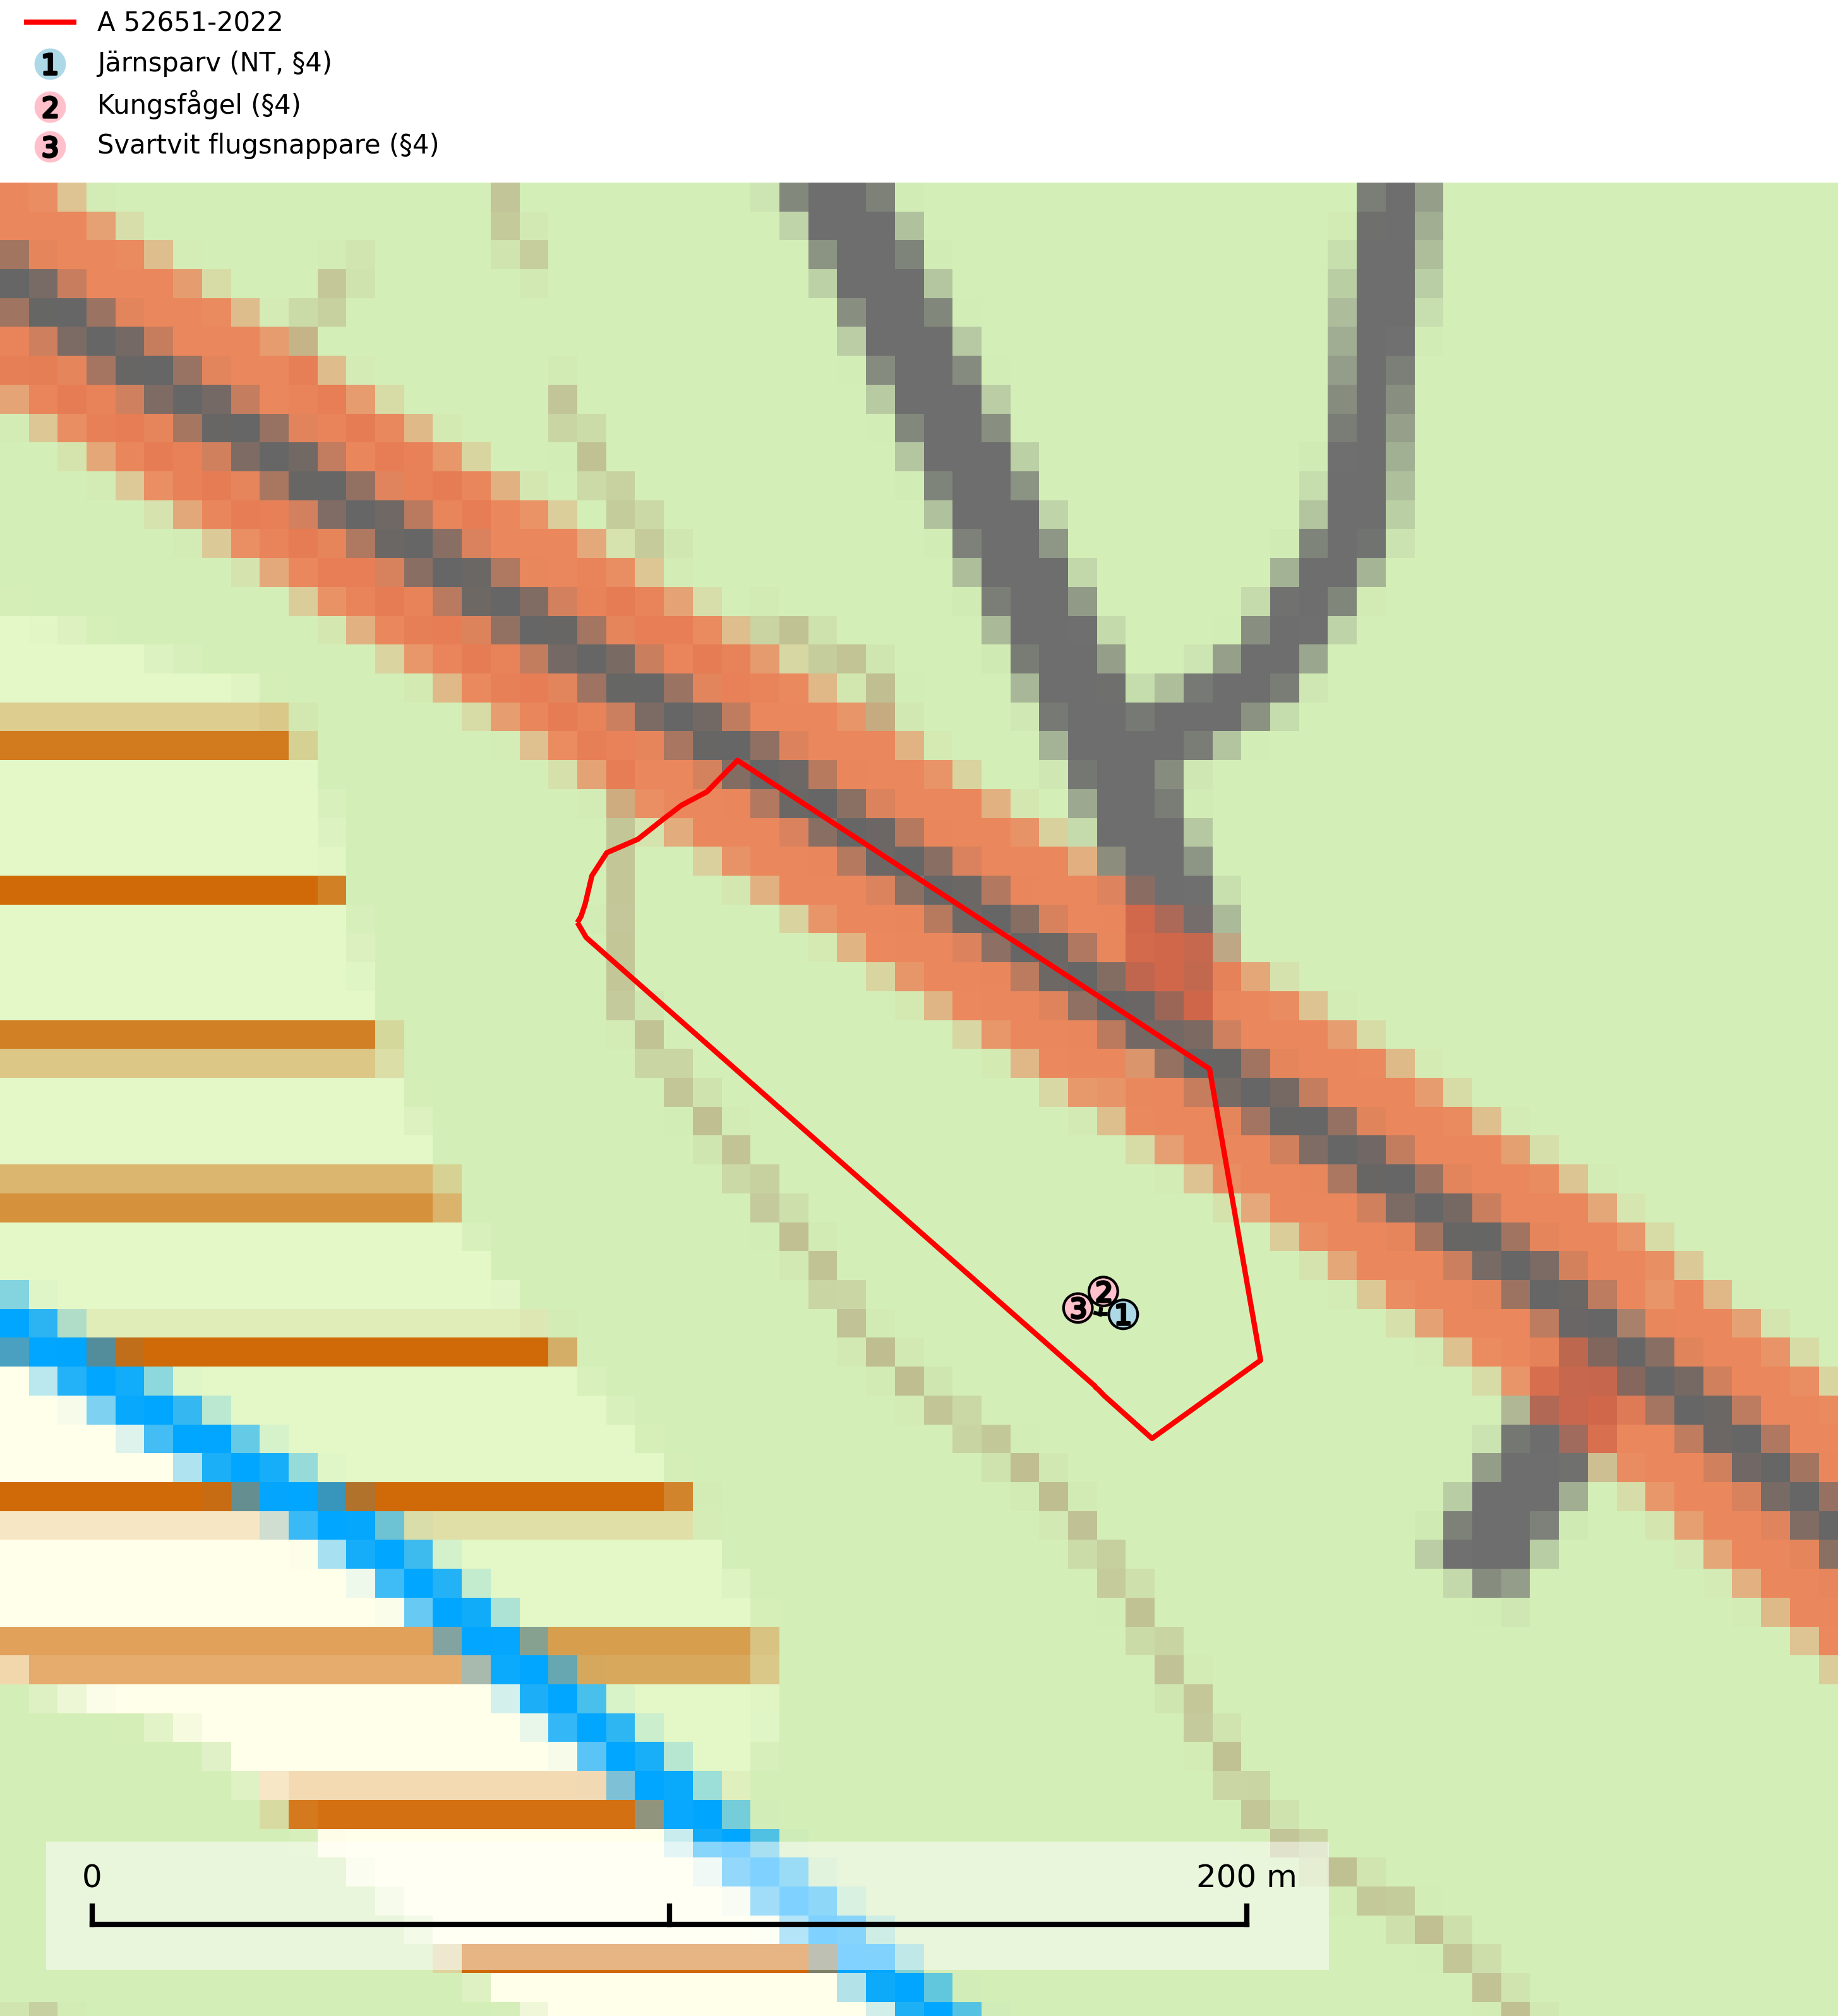 A 52651-2022
1 Järnsparv (NT, §4)
2 Kungsfågel (§4)
3 Svartvit flugsnappare (§4)
2
3 1
0 200 m